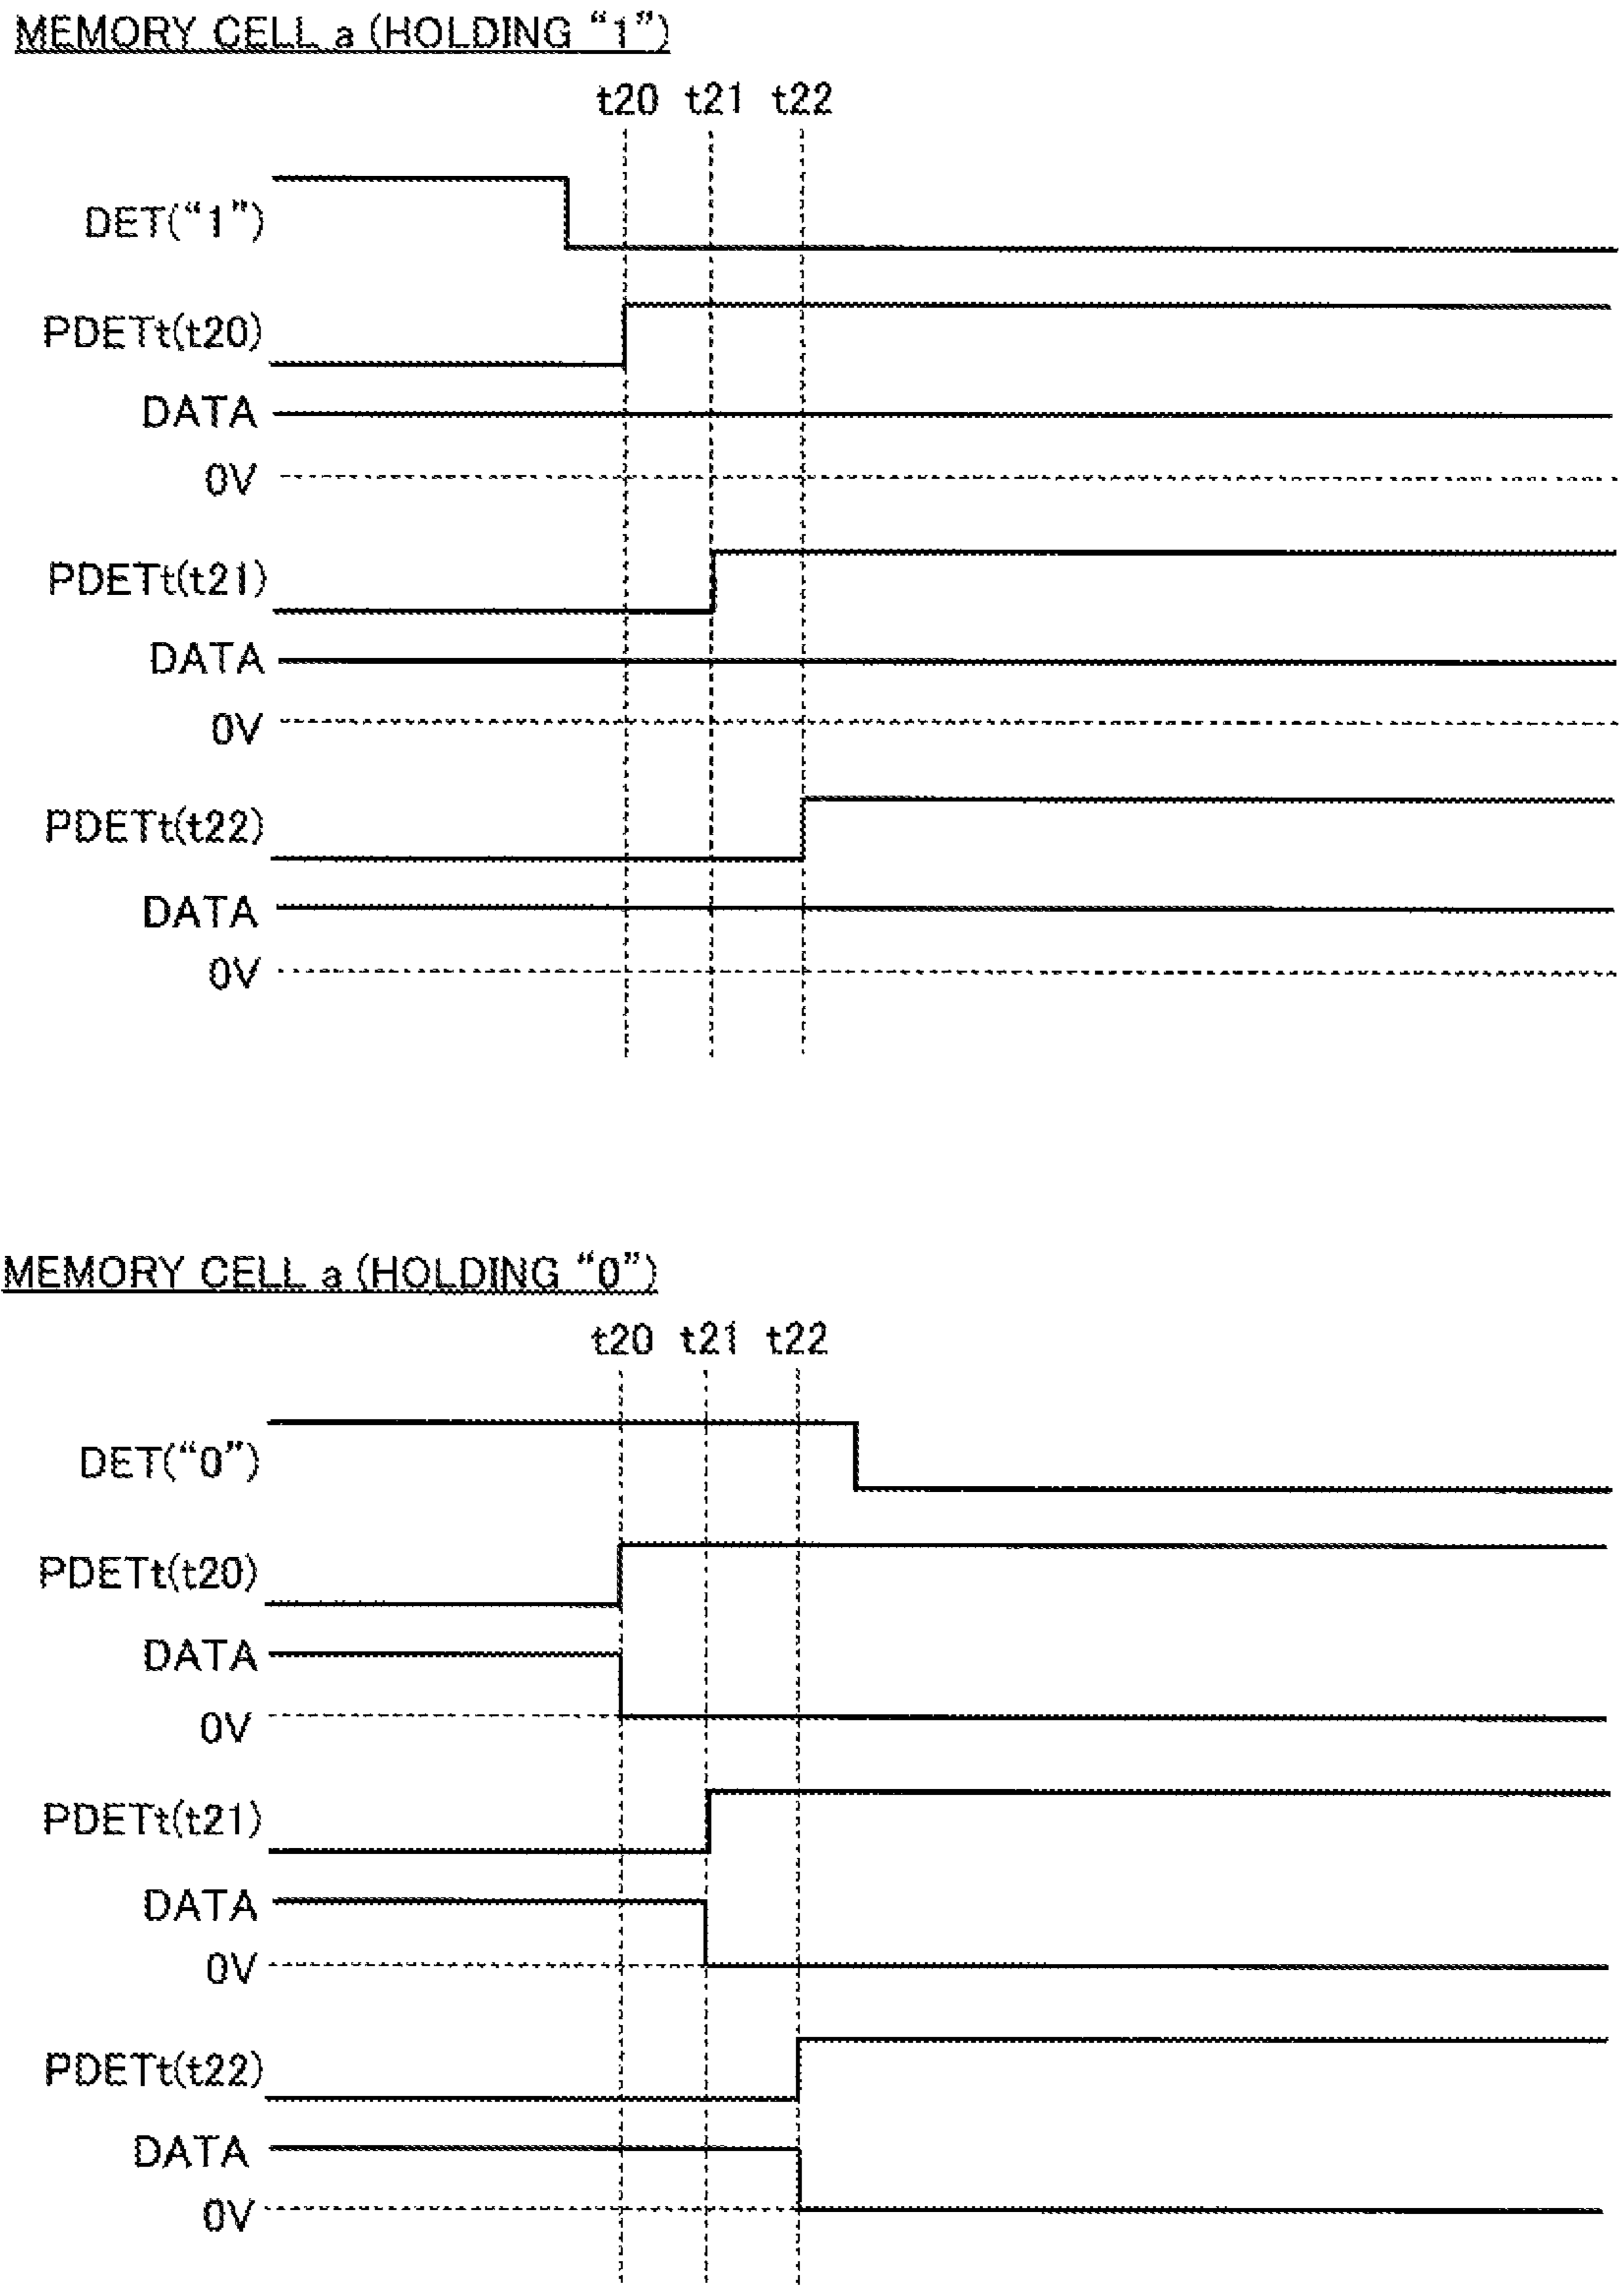 MEMORY CELL a (HOLDING “1”)
t20 t21 t22
DET(“1”)
PDETt(t20)
DATA
0V
PDETt(t21)
DATA
0V
PDETt(t22)
DATA
0V
MEMORY CELL a (HOLDING “0”)
t20 t21 t22
DET(“0”)
PDETt(t20)
DATA
0V
PDETt(t21)
DATA
0V
PDETt(t22)
DATA
0V